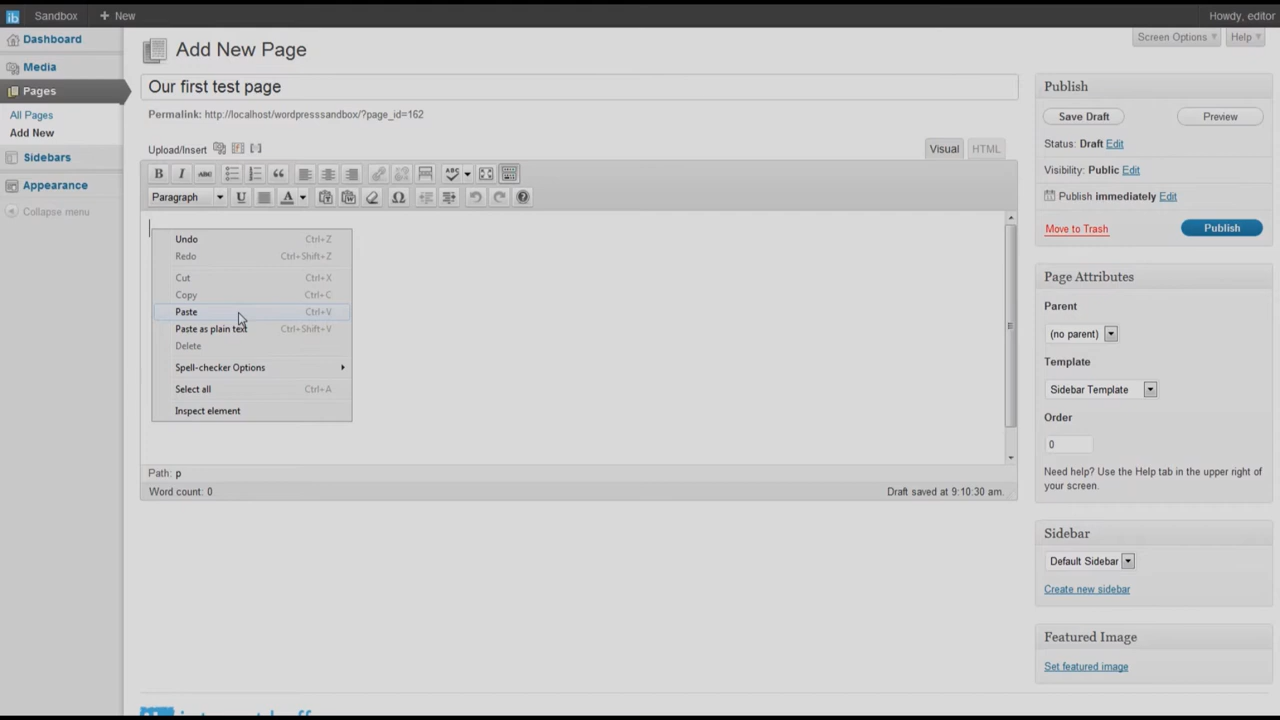 Sandbox + New Howdy, editor
Dashboard
Media
Pages
All Pages
Add New
Sidebars
Appearance
Collapse menu
Screen Options Help
Add New Page
Our first test page
Permalink: http://localhost/wordpresssandbox/?page_id=162
Upload/Insert
Visual HTML
B I ABC ABC
Paragraph U A Ω
Undo Ctrl+Z
Redo Ctrl+Shift+Z
Cut Ctrl+X
Copy Ctrl+C
Paste Ctrl+V
Paste as plain text Ctrl+Shift+V
Delete
Spell-checker Options
Select all Ctrl+A
Inspect element
Path: p
Word count: 0 Draft saved at 9:10:30 am.
Publish
Save Draft Preview
Status: Draft Edit
Visibility: Public Edit
Publish immediately Edit
Move to Trash Publish
Page Attributes
Parent
(no parent)
Template
Sidebar Template
Order
0
Need help? Use the Help tab in the upper right of
your screen.
Sidebar
Default Sidebar
Create new sidebar
Featured Image
Set featured image